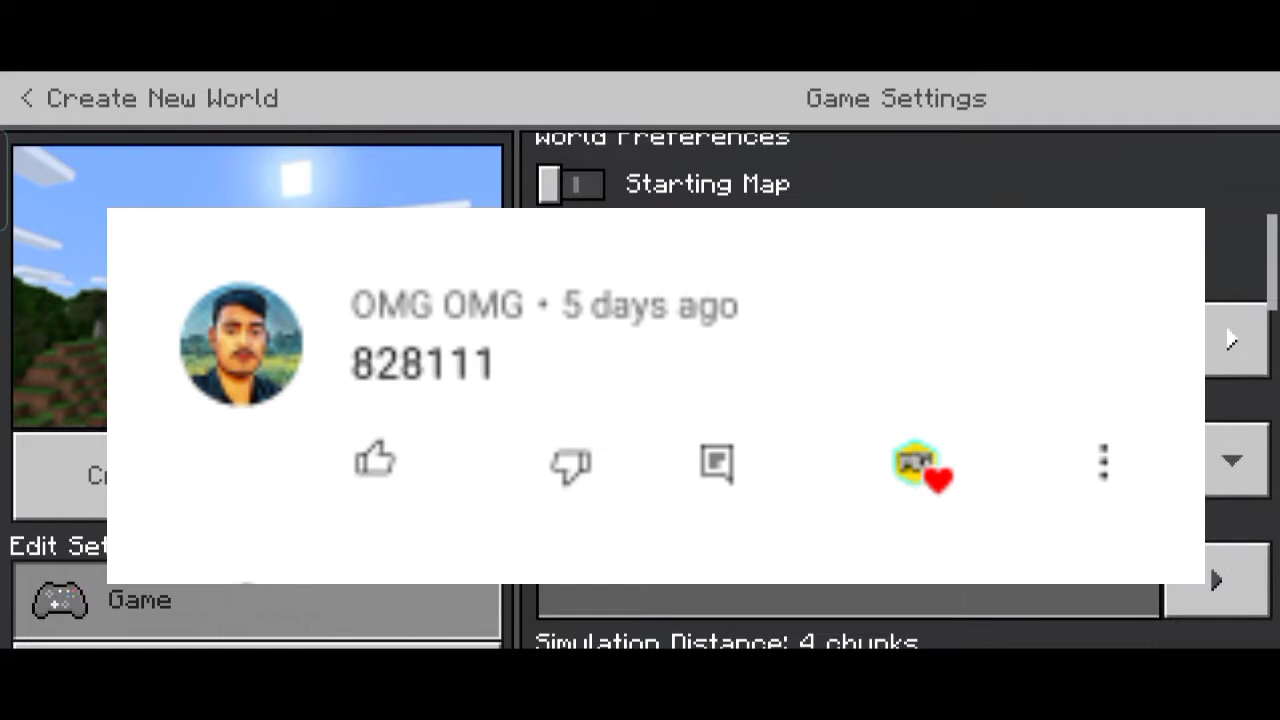 Create New World
Game Settings
World Preferences
Starting Map
OMG OMG • 5 days ago
828111
Edit Set
Game
Simulation Distance: 4 chunks